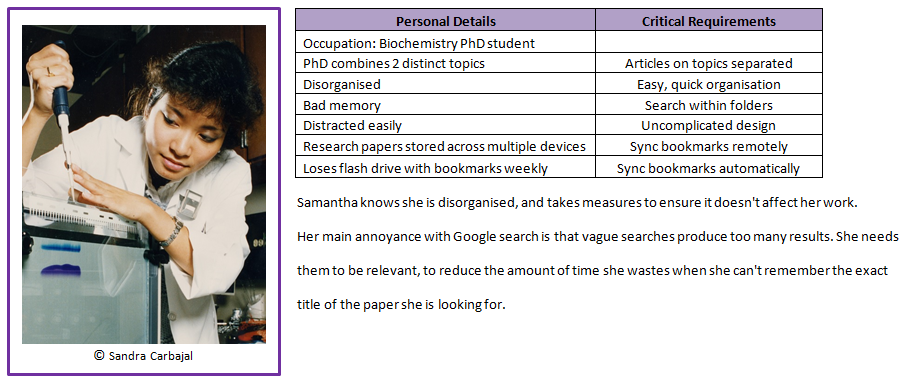 Personal Details Critical Requirements
Occupation: Biochemistry PhD student
PhD combines 2 distinct topics Articles on topics separated
Disorganised Easy, quick organisation
Bad memory Search within folders
Distracted easily Uncomplicated design
Research papers stored across multiple devices Sync bookmarks remotely
Loses flash drive with bookmarks weekly Sync bookmarks automatically
Samantha knows she is disorganised, and takes measures to ensure it doesn't affect her work.
Her main annoyance with Google search is that vague searches produce too many results. She needs
them to be relevant, to reduce the amount of time she wastes when she can't remember the exact
title of the paper she is looking for.
© Sandra Carbajal